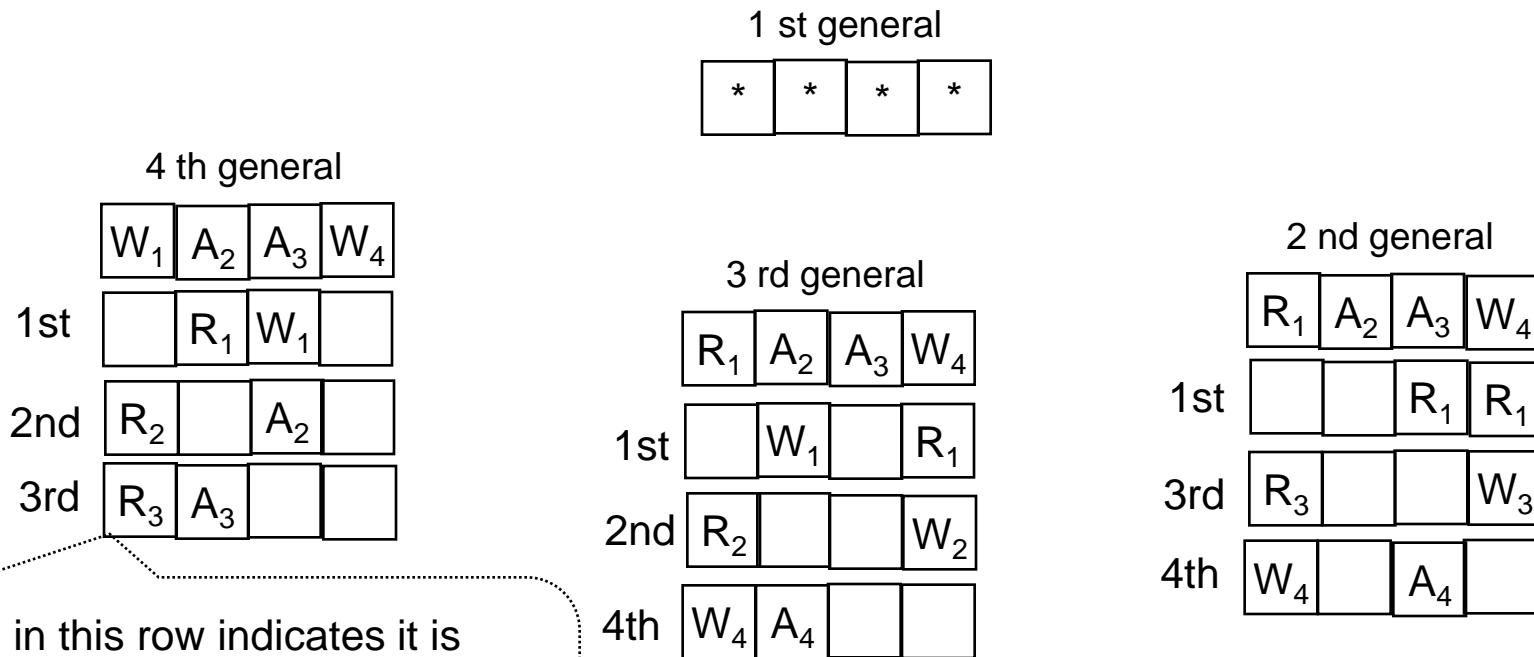 1 st general
* * * *
4 th general
W₁ A₂ A₃ W₄
1st R₁ W₁
2nd R₂ A₂
3rd R₃ A₃
3 rd general
R₁ A₂ A₃ W₄
1st W₁ R₁
2nd R₂ W₂
4th W₄ A₄
2 nd general
R₁ A₂ A₃ W₄
1st R₁ R₁
3rd R₃ W₃
4th W₄ A₄
in this row indicates it is